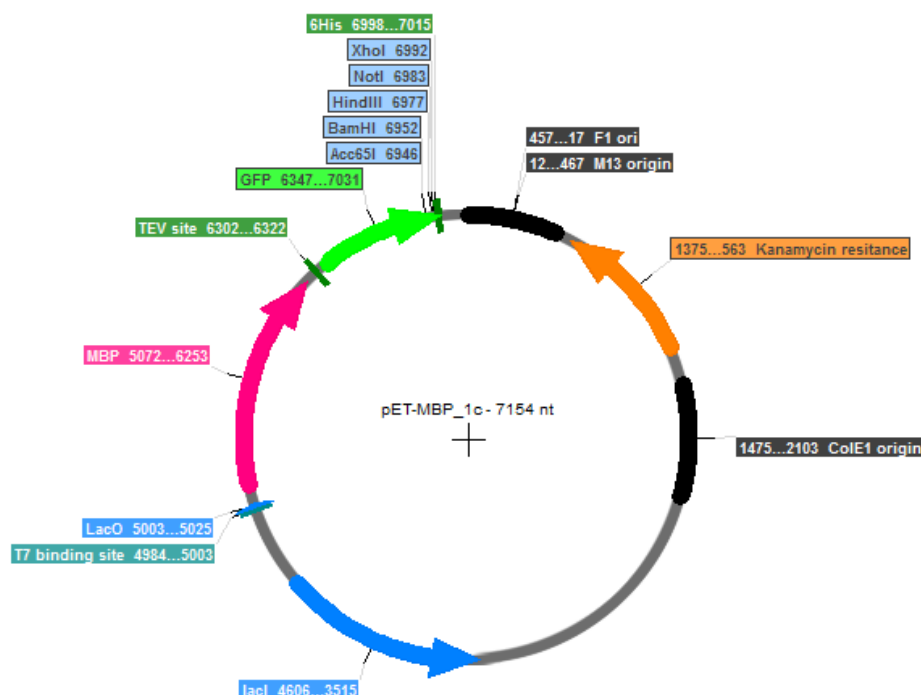 6His 6998...7015
XhoI 6992
NotI 6983
HindIII 6977
BamHI 6952
Acc65I 6946
GFP 6347...7031
TEV site 6302...6322
MBP 5072...6253
LacO 5003...5025
T7 binding site 4984...5003
lacI 4606...3515
457...17 F1 ori
12...467 M13 origin
1375...563 Kanamycin resitance
1475...2103 ColE1 origin
pET-MBP_1c - 7154 nt